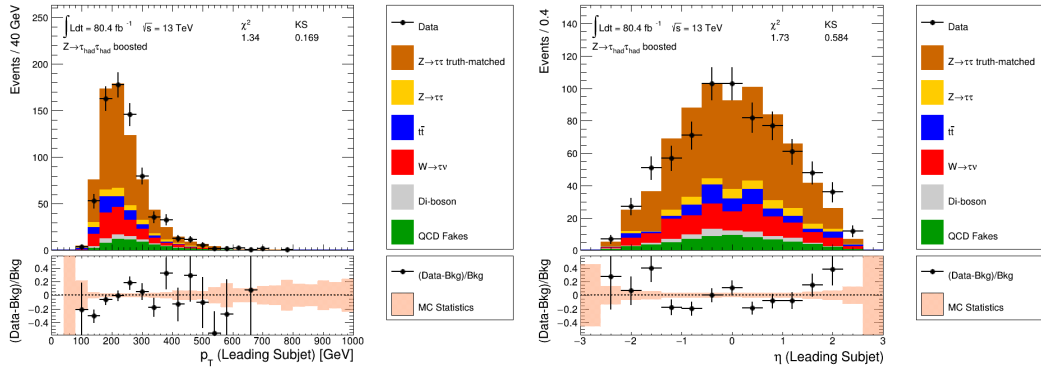 ∫ Ldt = 80.4 fb⁻¹ √s = 13 TeV
Z→τ_hadτ_had boosted
χ² KS
1.34 0.169
Events / 40 GeV
250
200
150
100
50
0
Data
Z→ττ truth-matched
Z→ττ
tt̄
W→τν
Di-boson
QCD Fakes
(Data-Bkg)/Bkg
0.4
0.2
0
−0.2
−0.4
0 100 200 300 400 500 600 700 800 900 1000
p_T (Leading Subjet) [GeV]
(Data-Bkg)/Bkg
MC Statistics
∫ Ldt = 80.4 fb⁻¹ √s = 13 TeV
Z→τ_hadτ_had boosted
χ² KS
1.73 0.584
Events / 0.4
140
120
100
80
60
40
20
0
Data
Z→ττ truth-matched
Z→ττ
tt̄
W→τν
Di-boson
QCD Fakes
(Data-Bkg)/Bkg
0.4
0.2
0
−0.2
−0.4
−3 −2 −1 0 1 2 3
η (Leading Subjet)
(Data-Bkg)/Bkg
MC Statistics